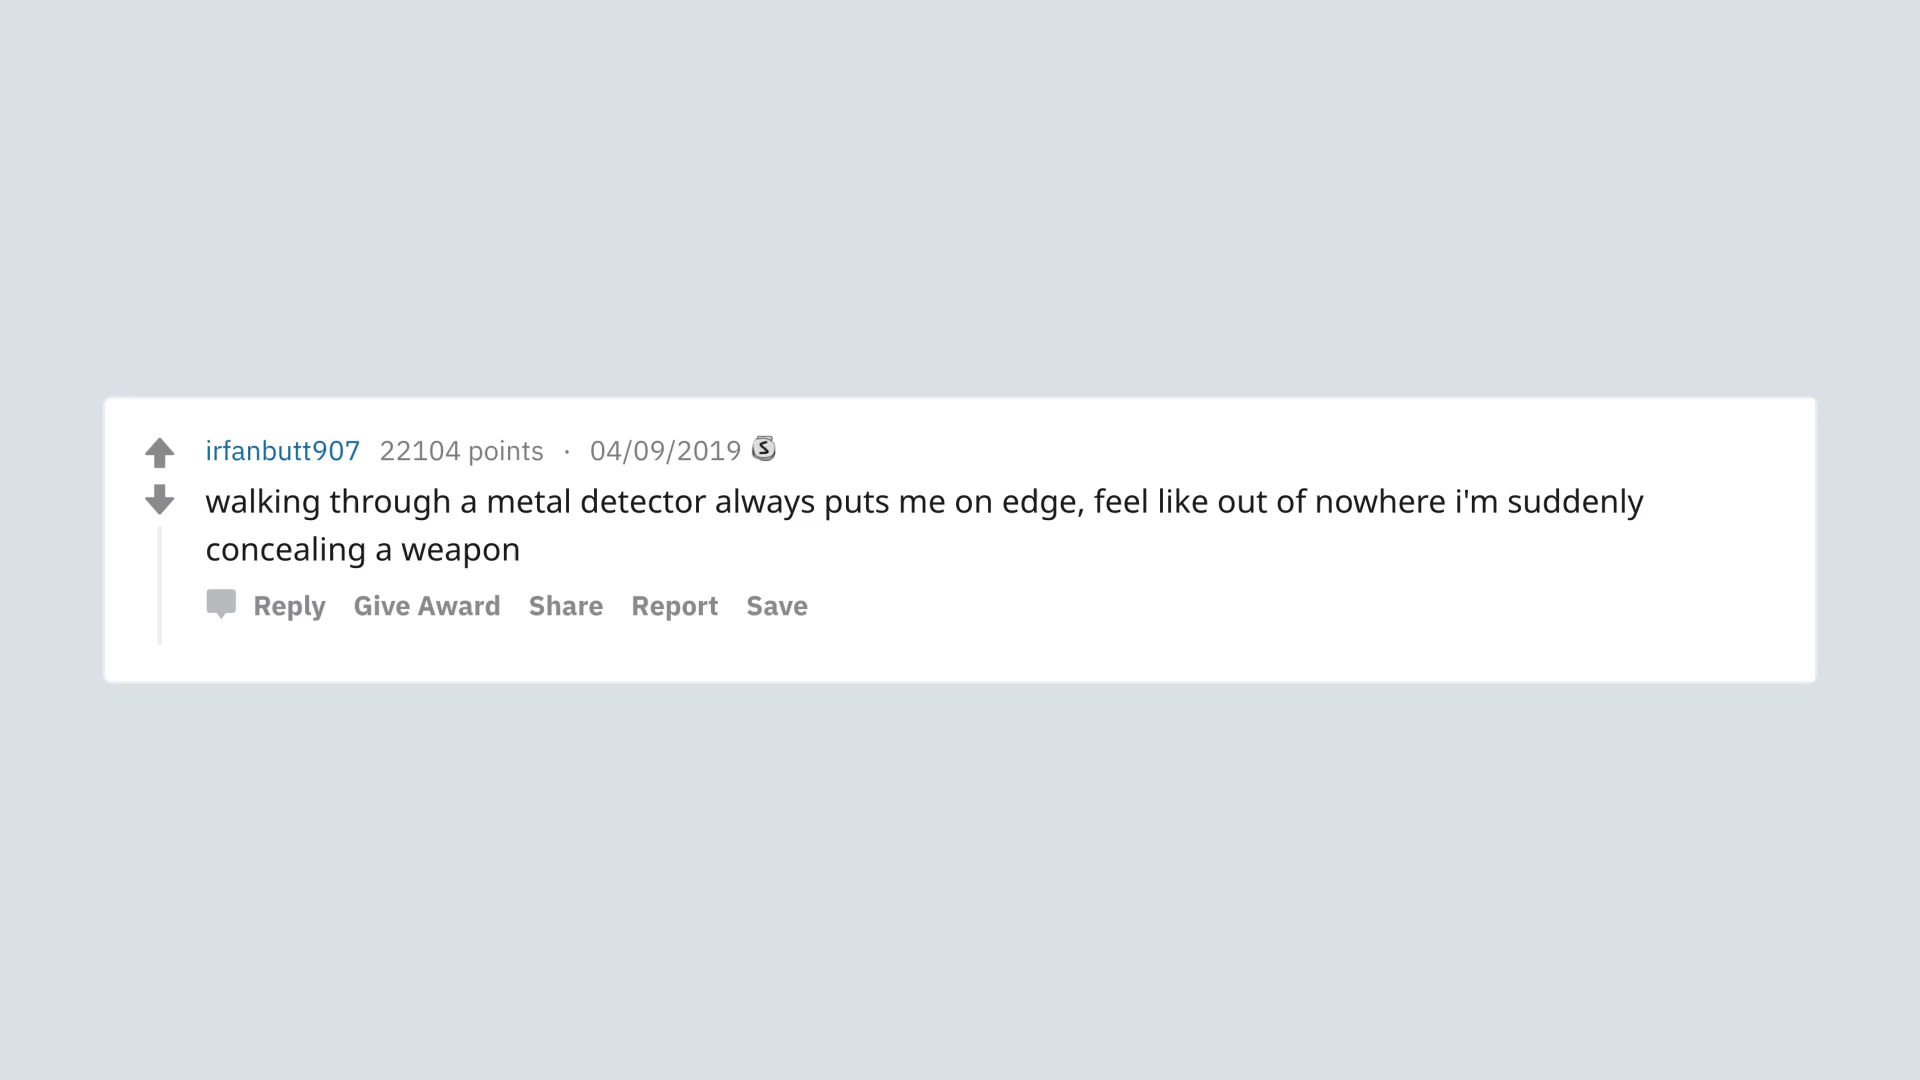 irfanbutt907 22104 points · 04/09/2019 S
walking through a metal detector always puts me on edge, feel like out of nowhere i'm suddenly
concealing a weapon
Reply Give Award Share Report Save